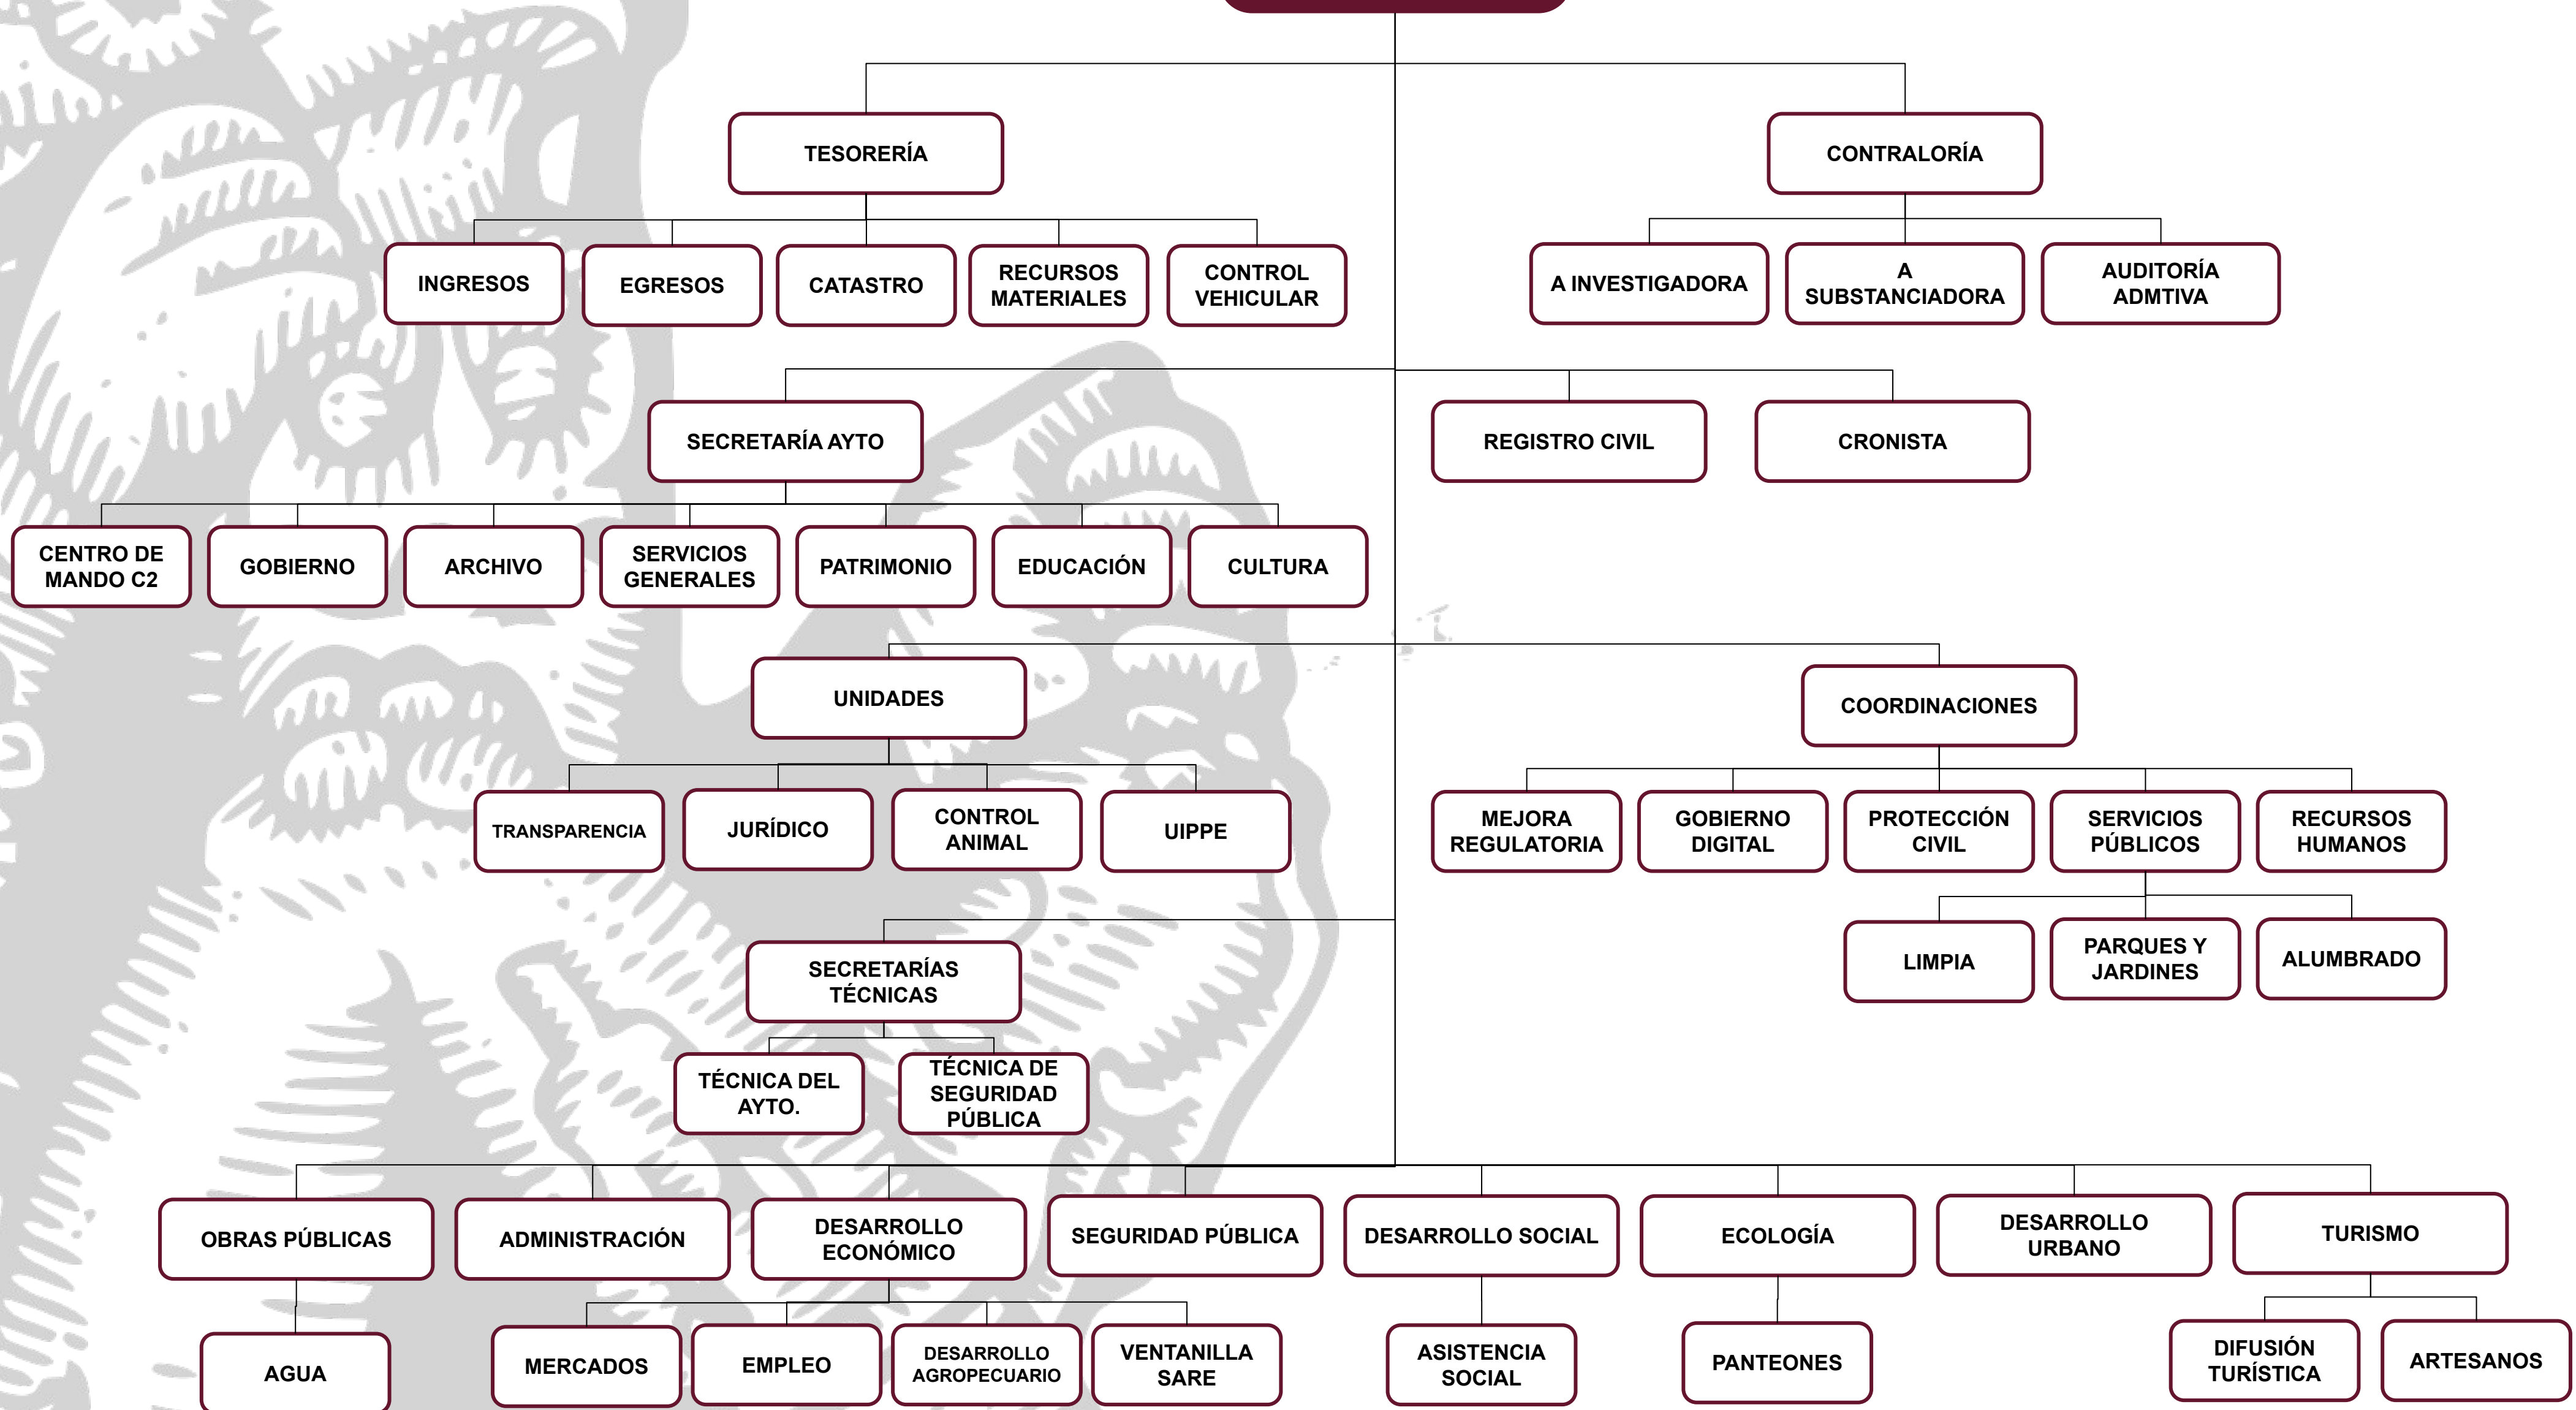 TESORERÍA
CONTRALORÍA
INGRESOS
EGRESOS
CATASTRO
RECURSOS
MATERIALES
CONTROL
VEHICULAR
A INVESTIGADORA
A
SUBSTANCIADORA
AUDITORÍA
ADMTIVA
SECRETARÍA AYTO
REGISTRO CIVIL
CRONISTA
CENTRO DE
MANDO C2
GOBIERNO
ARCHIVO
SERVICIOS
GENERALES
PATRIMONIO
EDUCACIÓN
CULTURA
UNIDADES
COORDINACIONES
TRANSPARENCIA
JURÍDICO
CONTROL
ANIMAL
UIPPE
MEJORA
REGULATORIA
GOBIERNO
DIGITAL
PROTECCIÓN
CIVIL
SERVICIOS
PÚBLICOS
RECURSOS
HUMANOS
LIMPIA
PARQUES Y
JARDINES
ALUMBRADO
SECRETARÍAS
TÉCNICAS
TÉCNICA DEL
AYTO.
TÉCNICA DE
SEGURIDAD
PÚBLICA
OBRAS PÚBLICAS
ADMINISTRACIÓN
DESARROLLO
ECONÓMICO
SEGURIDAD PÚBLICA
DESARROLLO SOCIAL
ECOLOGÍA
DESARROLLO
URBANO
TURISMO
AGUA
MERCADOS
EMPLEO
DESARROLLO
AGROPECUARIO
VENTANILLA
SARE
ASISTENCIA
SOCIAL
PANTEONES
DIFUSIÓN
TURÍSTICA
ARTESANOS